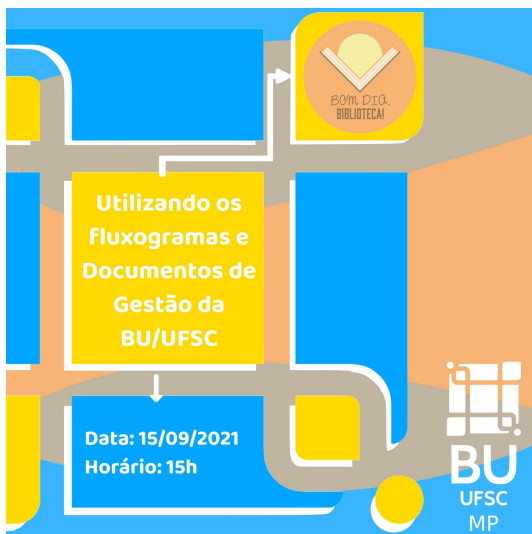 BOM DIA,
BIBLIOTECA!
Utilizando os
fluxogramas e
Documentos de
Gestão da
BU/UFSC
Data: 15/09/2021
Horário: 15h
BU
UFSC
MP